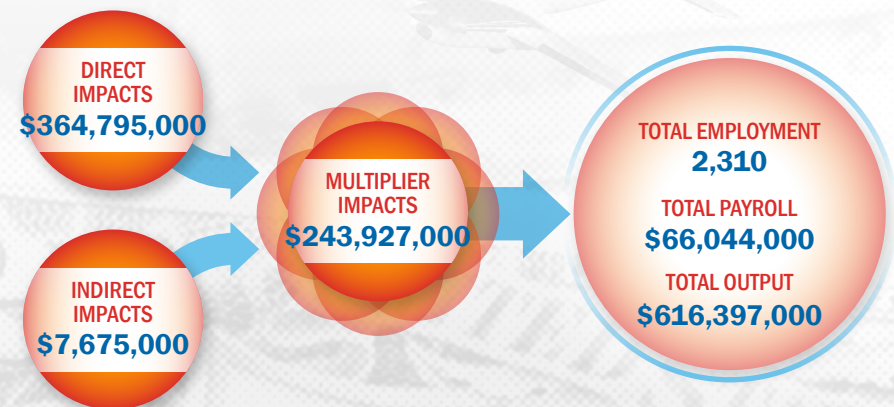 DIRECT
IMPACTS
$364,795,000
INDIRECT
IMPACTS
$7,675,000
MULTIPLIER
IMPACTS
$243,927,000
TOTAL EMPLOYMENT
2,310
TOTAL PAYROLL
$66,044,000
TOTAL OUTPUT
$616,397,000